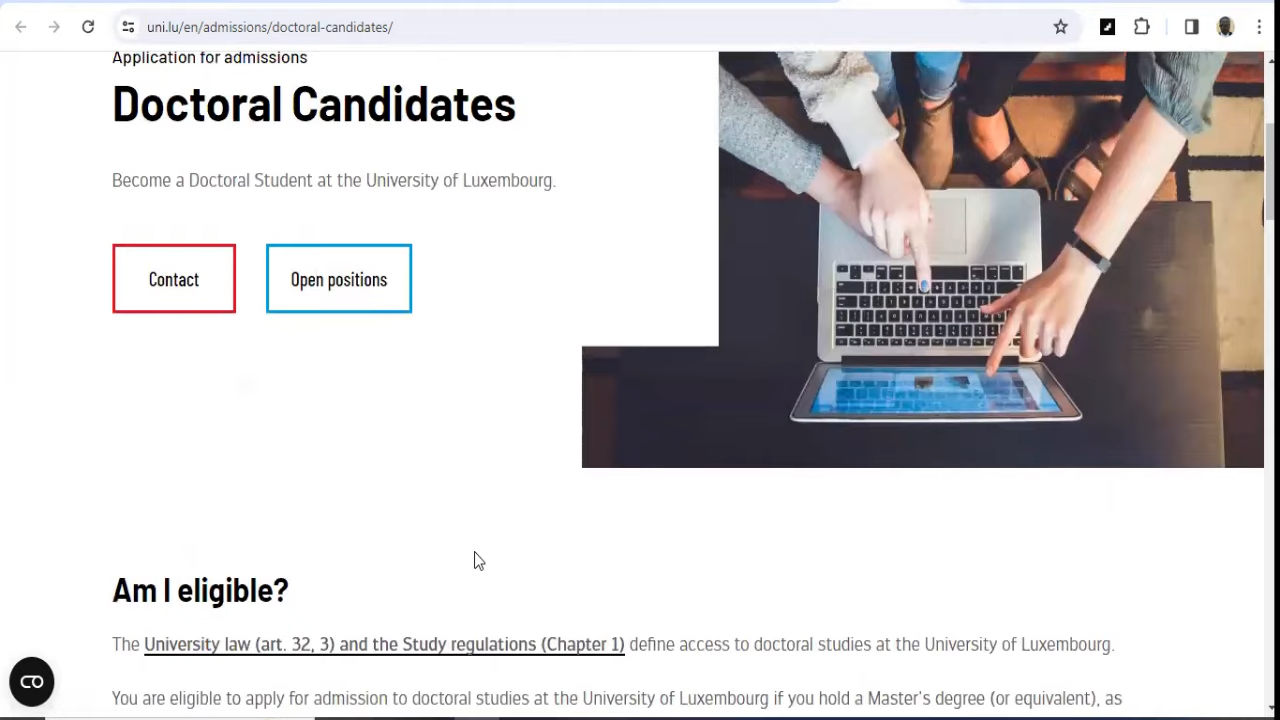 uni.lu/en/admissions/doctoral-candidates/
Application for admissions
Doctoral Candidates
Become a Doctoral Student at the University of Luxembourg.
Contact
Open positions
Am I eligible?
The University law (art. 32, 3) and the Study regulations (Chapter 1) define access to doctoral studies at the University of Luxembourg.
You are eligible to apply for admission to doctoral studies at the University of Luxembourg if you hold a Master's degree (or equivalent), as